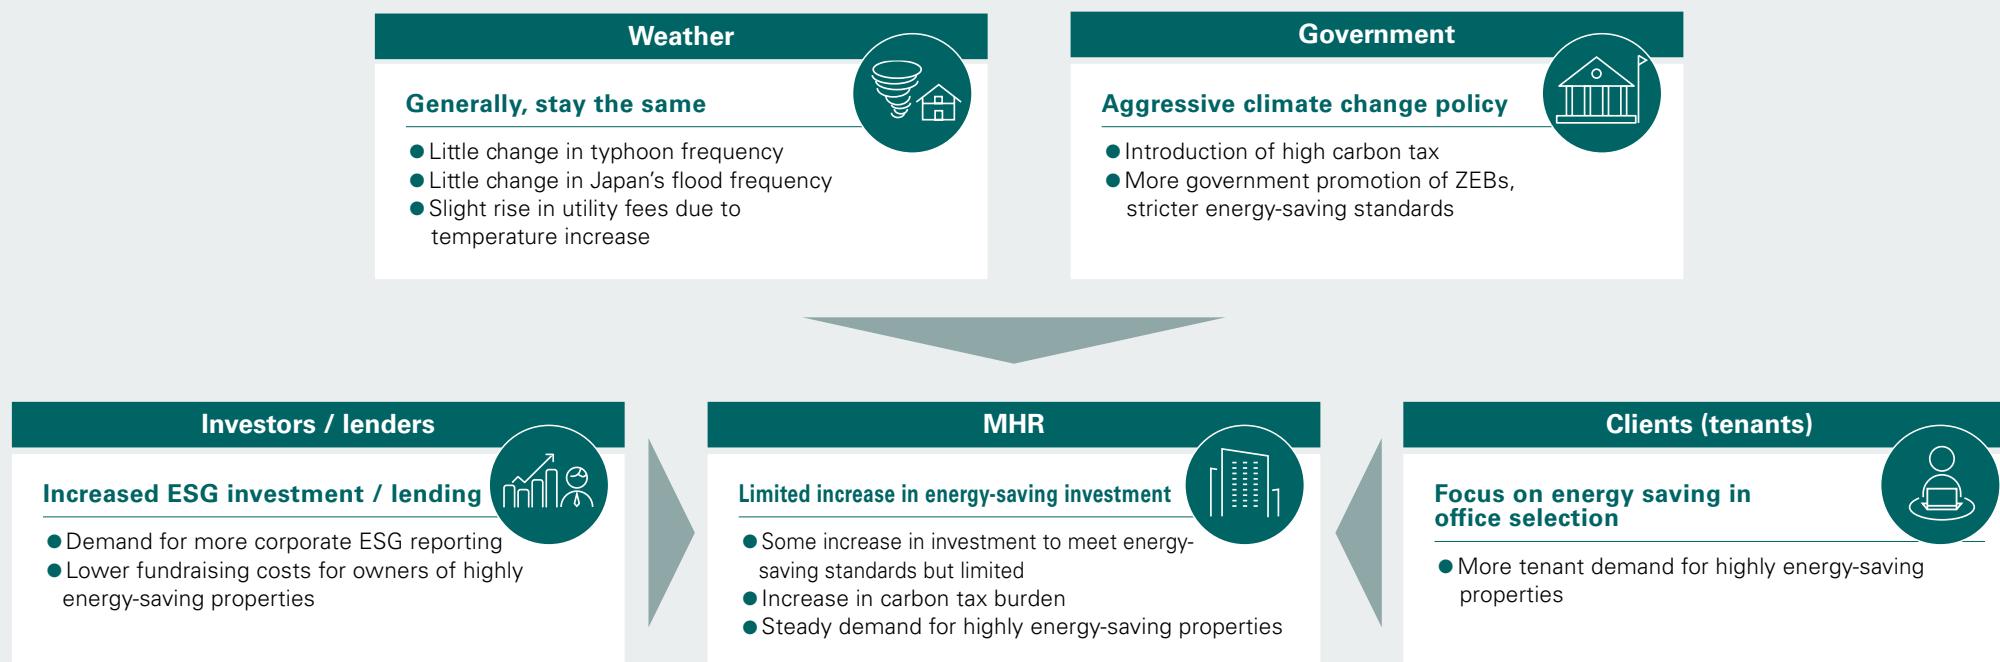 Weather
Generally, stay the same
● Little change in typhoon frequency
● Little change in Japan's flood frequency
● Slight rise in utility fees due to
temperature increase
Government
Aggressive climate change policy
● Introduction of high carbon tax
● More government promotion of ZEBs,
stricter energy-saving standards
Investors / lenders
Increased ESG investment / lending
● Demand for more corporate ESG reporting
● Lower fundraising costs for owners of highly
energy-saving properties
MHR
Limited increase in energy-saving investment
● Some increase in investment to meet energy-
saving standards but limited
● Increase in carbon tax burden
● Steady demand for highly energy-saving properties
Clients (tenants)
Focus on energy saving in
office selection
● More tenant demand for highly energy-saving
properties